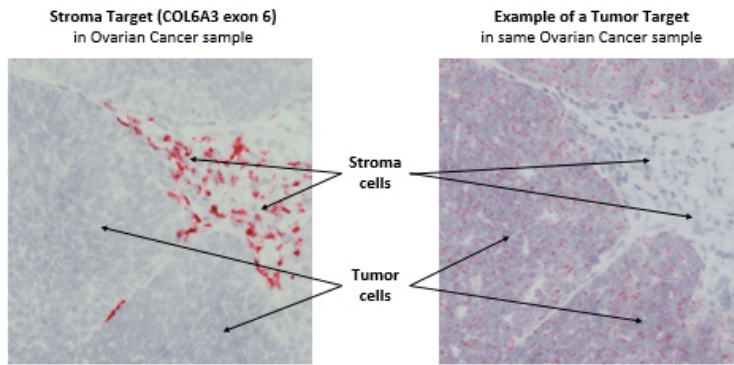 Stroma Target (COL6A3 exon 6)
in Ovarian Cancer sample
Example of a Tumor Target
in same Ovarian Cancer sample
Stroma
cells
Tumor
cells